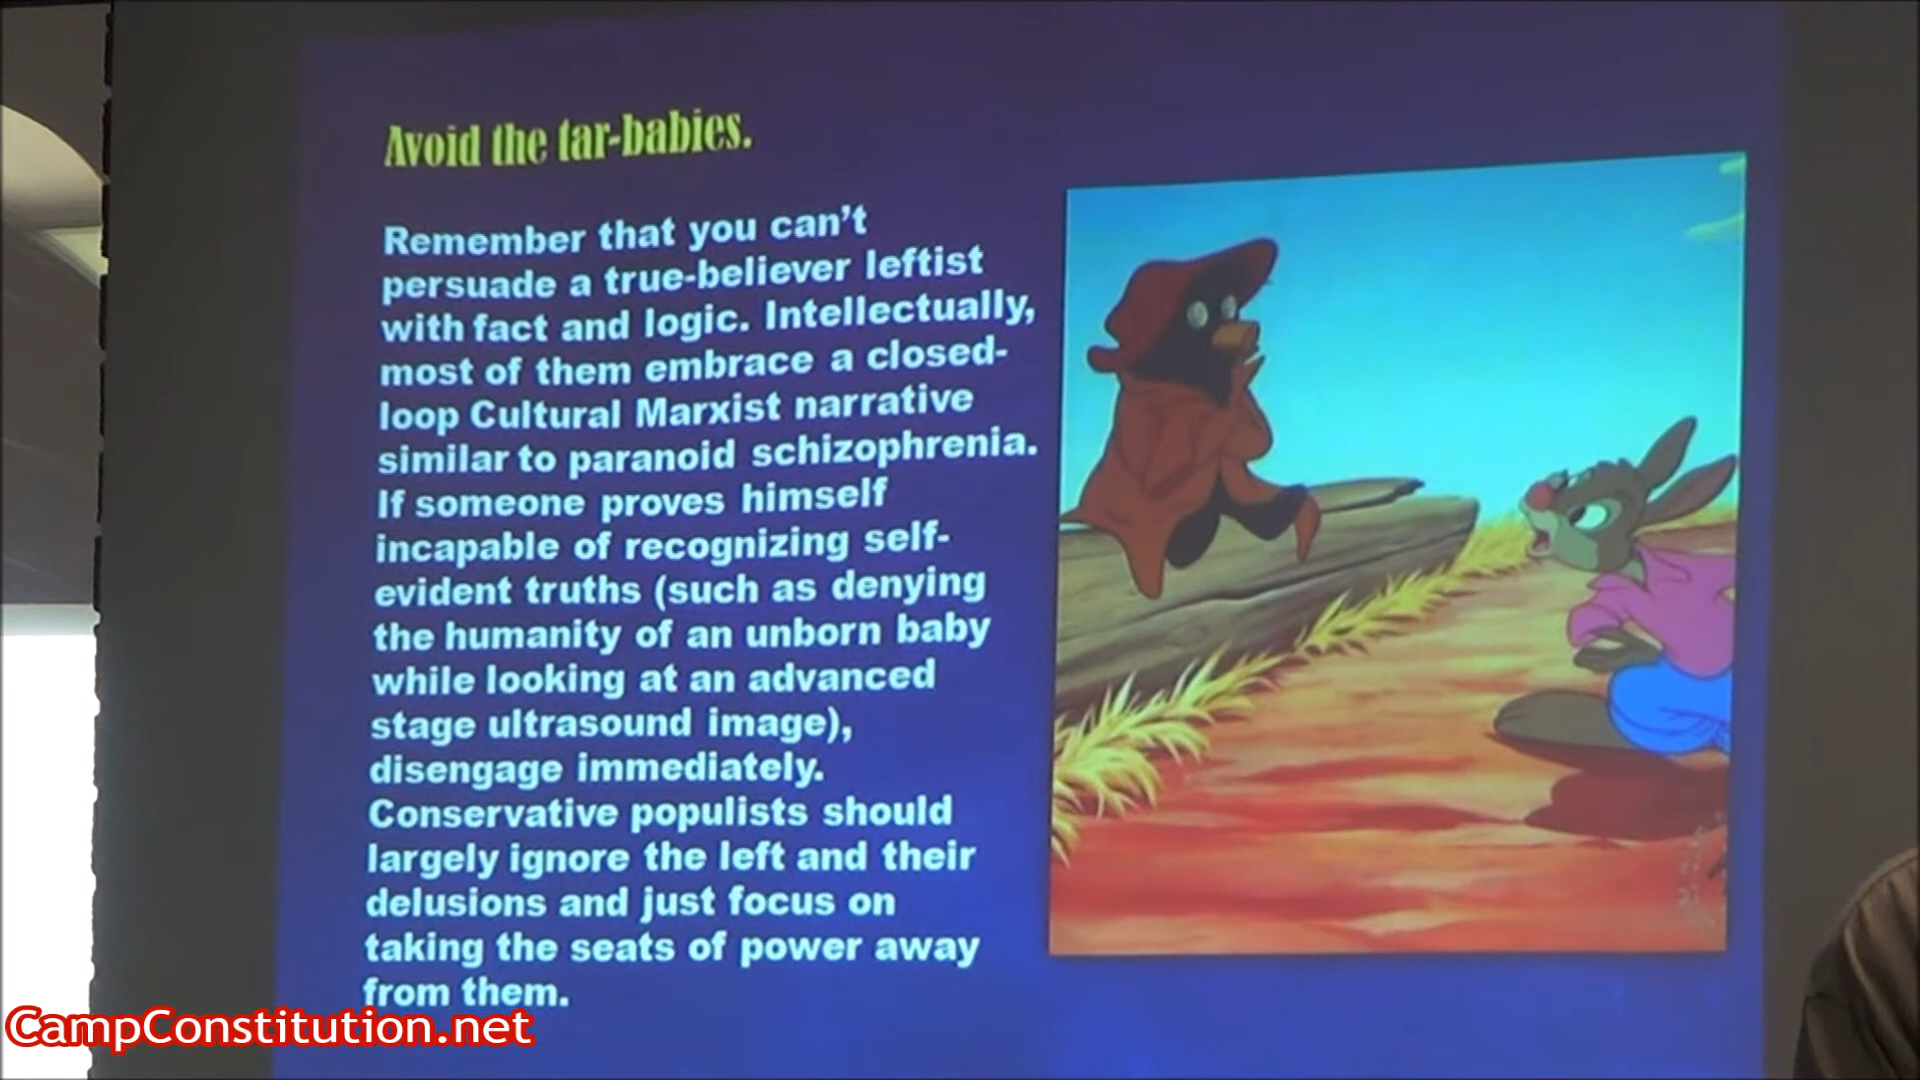 Avoid the tar-babies.
Remember that you can't
persuade a true-believer leftist
with fact and logic. Intellectually,
most of them embrace a closed-
loop Cultural Marxist narrative
similar to paranoid schizophrenia.
If someone proves himself
incapable of recognizing self-
evident truths (such as denying
the humanity of an unborn baby
while looking at an advanced
stage ultrasound image),
disengage immediately.
Conservative populists should
largely ignore the left and their
delusions and just focus on
taking the seats of power away
from them.
CampConstitution.net